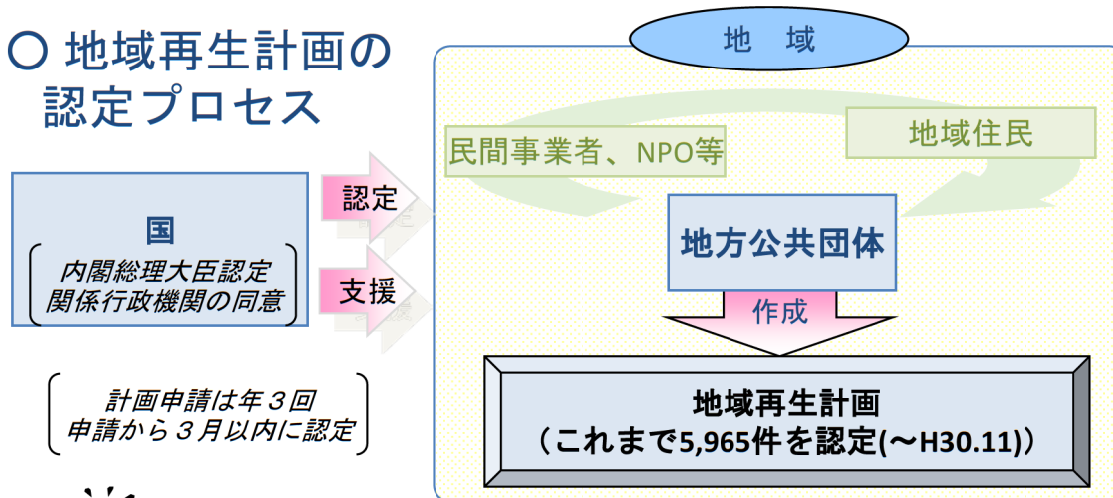 〇 地域再生計画の
認定プロセス
国
内閣総理大臣認定
関係行政機関の同意
計画申請は年３回
申請から３月以内に認定
認定
支援
地　域
民間事業者、NPO等
地域住民
地方公共団体
作成
地域再生計画
（これまで5,965件を認定(～H30.11)）